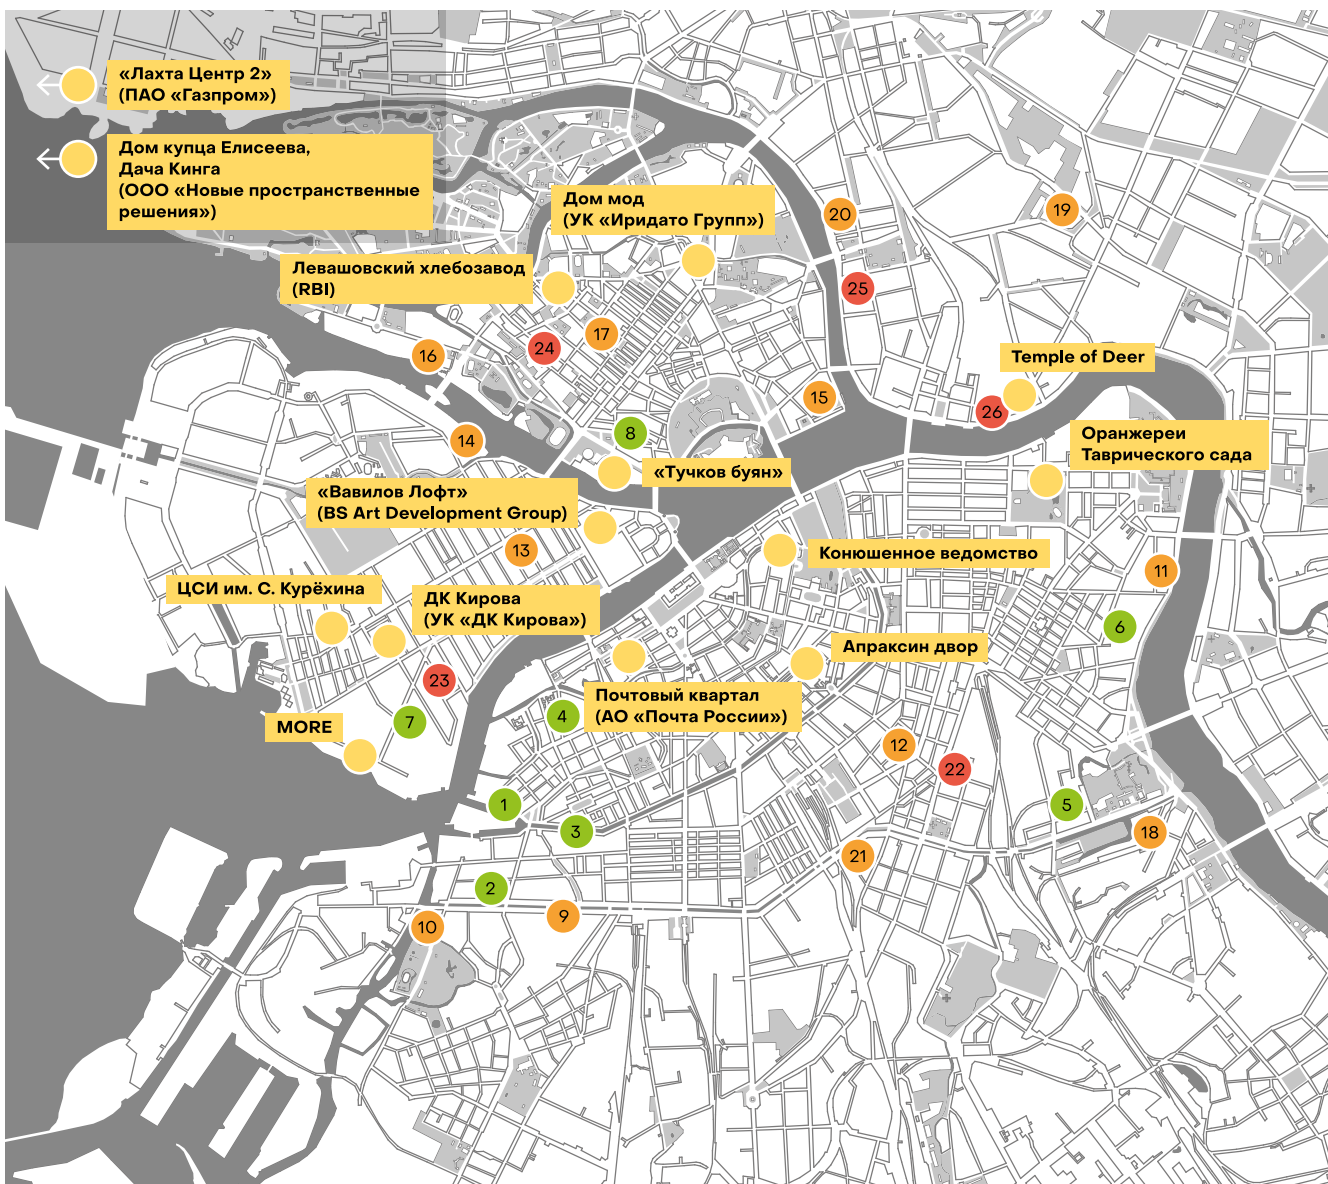 «Лахта Центр 2»
(ПАО «Газпром»)
Дом купца Елисеева,
Дача Кинга
(ООО «Новые пространственные
решения»)
Дом мод
(УК «Иридато Групп»)
19
20
Левашовский хлебозавод
(RBI)
25
17
24
16
Temple of Deer
15
26
14
8
Оранжереи
Таврического сада
«Тучков буян»
«Вавилов Лофт»
(BS Art Development Group)
13
Конюшенное ведомство
11
ЦСИ им. С. Курёхина
ДК Кирова
(УК «ДК Кирова»)
6
Апраксин двор
23
Почтовый квартал
(АО «Почта России»)
4
7
MORE
12
22
1
5
3
18
21
2
9
10